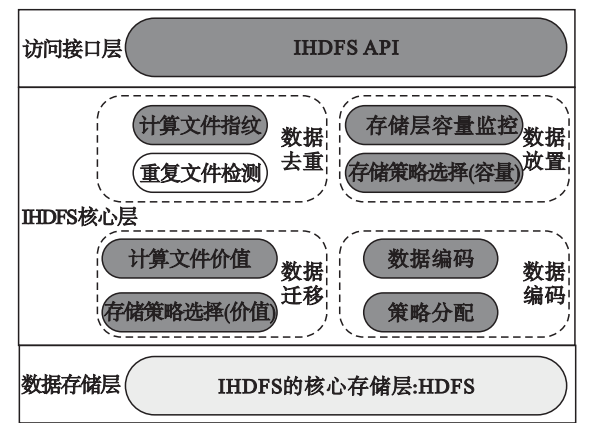 访问接口层
IHDFS API
计算文件指纹
重复文件检测
数据
去重
存储层容量监控
存储策略选择(容量)
数据
放置
IHDFS核心层
计算文件价值
存储策略选择(价值)
数据
迁移
数据编码
策略分配
数据
编码
数据存储层
IHDFS的核心存储层:HDFS